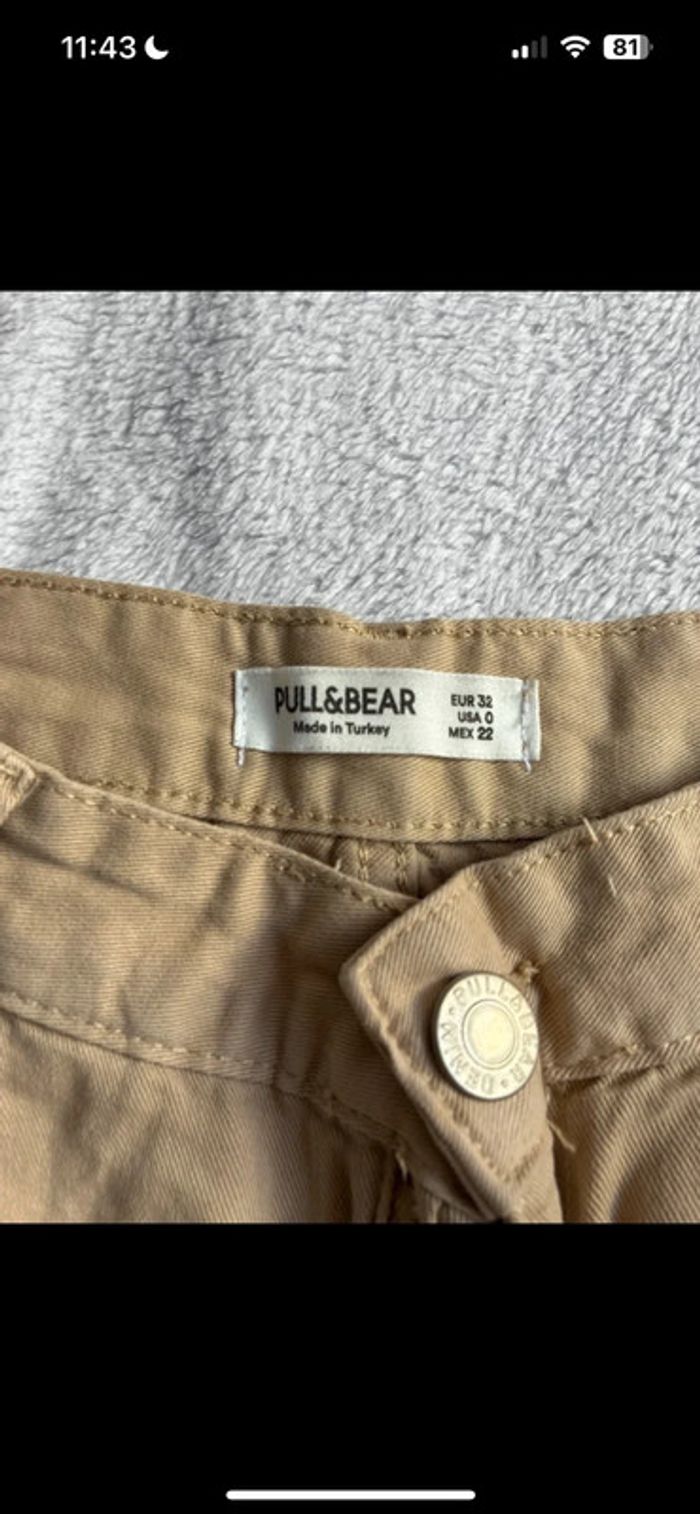 11:43
81
PULL&BEAR
Made in Turkey
EUR 32
USA 0
MEX 22
PULL&BEAR
DENIM